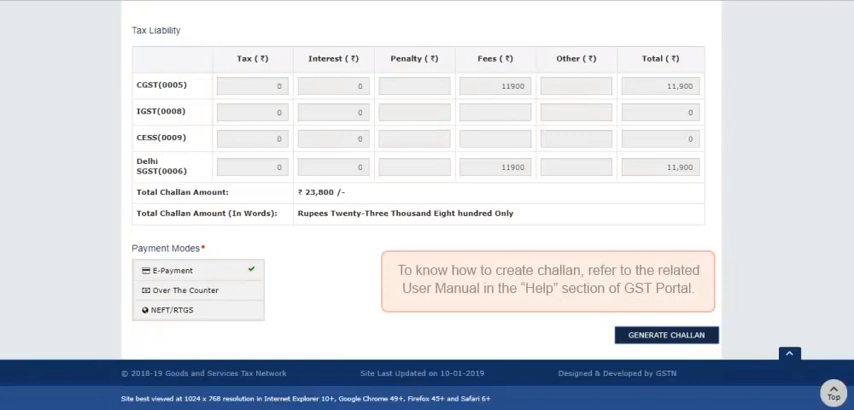 Tax Liability
Tax ( ₹) Interest ( ₹) Penalty ( ₹) Fees ( ₹) Other ( ₹) Total ( ₹)
CGST(0005) 0 0 11900 11,900
IGST(0008) 0 0 0
CESS(0009) 0 0 0
Delhi
SGST(0006) 0 0 11900 11,900
Total Challan Amount: ₹ 23,800 /-
Total Challan Amount (In Words): Rupees Twenty-Three Thousand Eight hundred Only
Payment Modes*
E-Payment
Over The Counter
NEFT/RTGS
To know how to create challan, refer to the related
User Manual in the "Help" section of GST Portal.
GENERATE CHALLAN
© 2018-19 Goods and Services Tax Network Site Last Updated on 10-01-2019 Designed & Developed by GSTN
Site best viewed at 1024 x 768 resolution in Internet Explorer 10+, Google Chrome 49+, Firefox 45+ and Safari 6+
Top